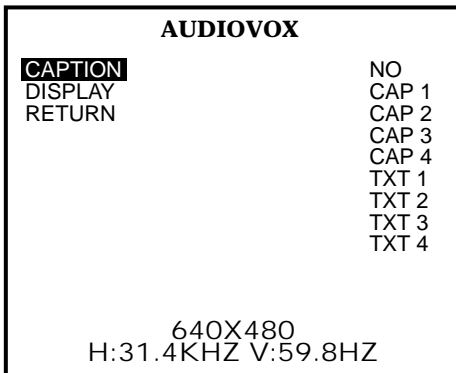 AUDIOVOX
CAPTION NO
DISPLAY CAP 1
RETURN CAP 2
CAP 3
CAP 4
TXT 1
TXT 2
TXT 3
TXT 4
640X480
H:31.4KHZ V:59.8HZ